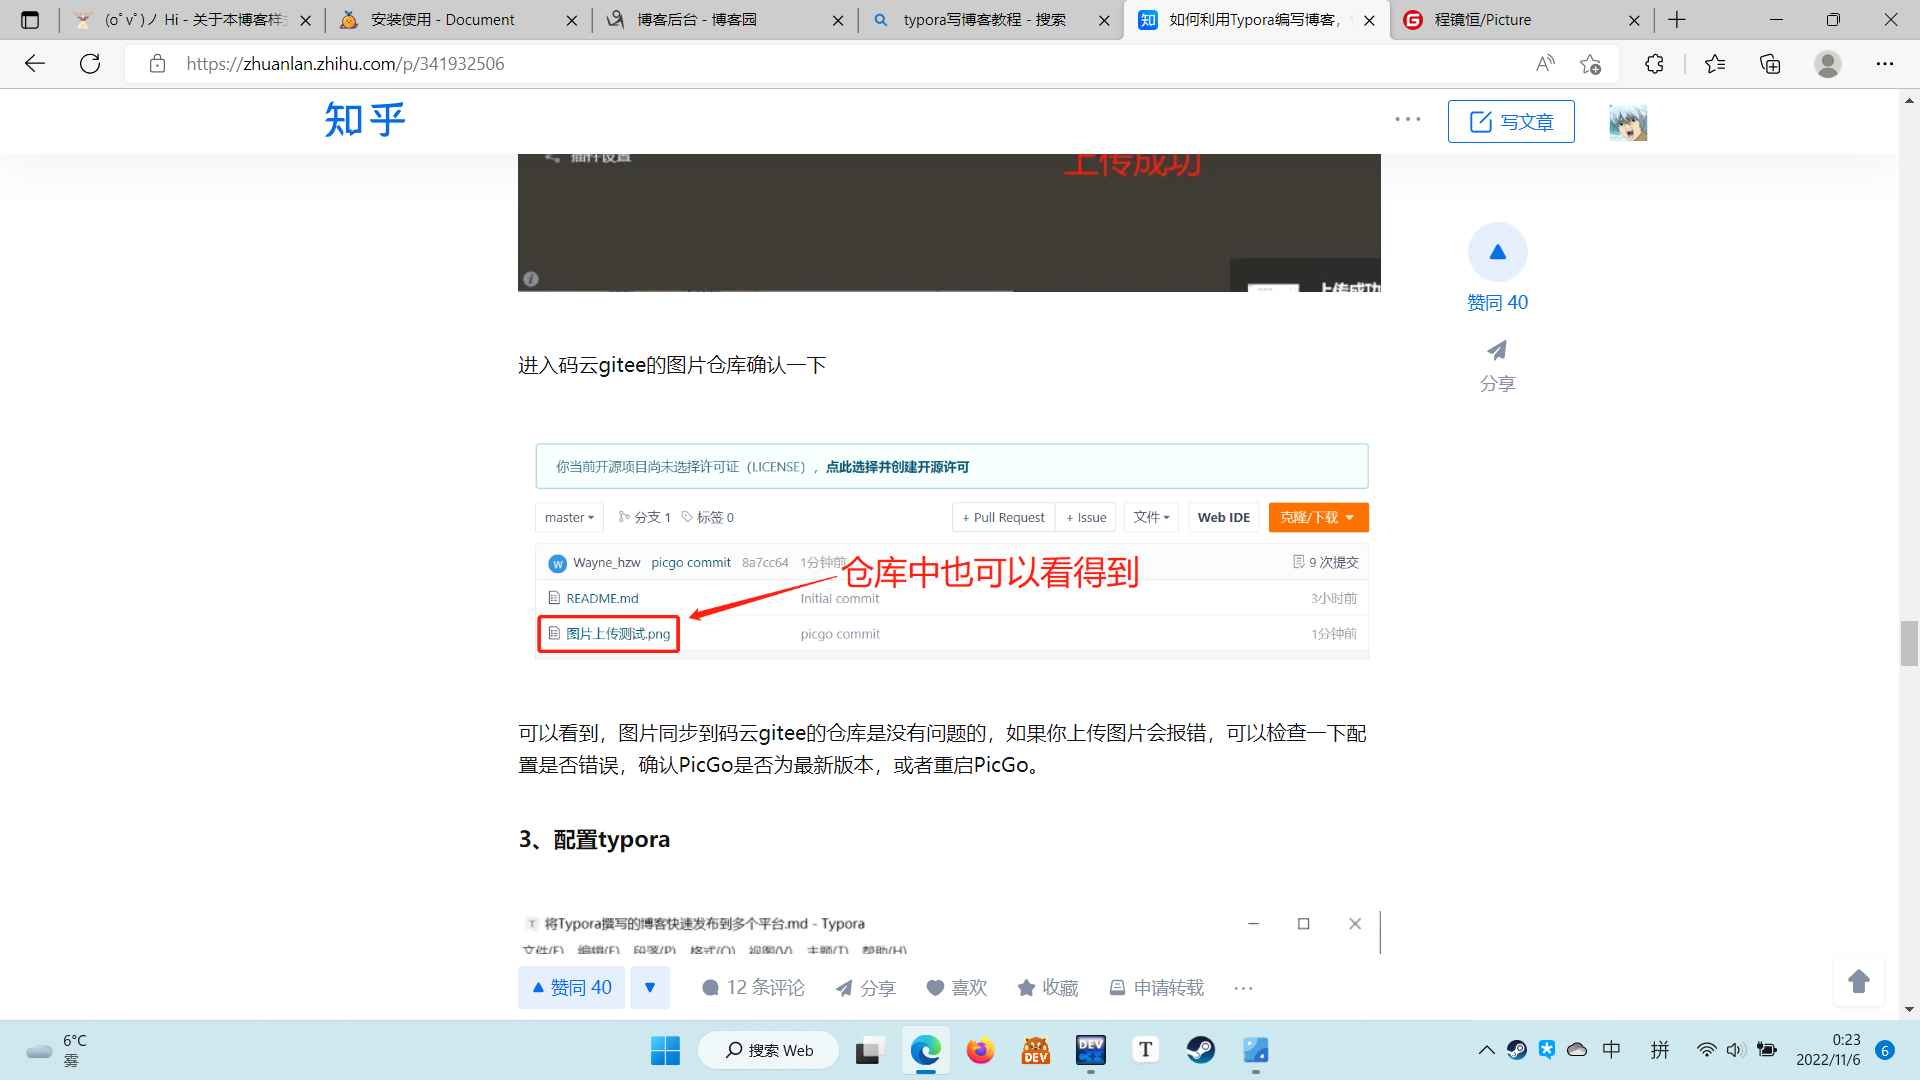 (oﾟvﾟ)ノ Hi - 关于本博客样式
安装使用 - Document
博客后台 - 博客园
typora写博客教程 - 搜索
如何利用Typora编写博客，
程镜恒/Picture
https://zhuanlan.zhihu.com/p/341932506
知乎
写文章
插件设置
上传成功
上传成功
赞同 40
分享
进入码云gitee的图片仓库确认一下
你当前开源项目尚未选择许可证（LICENSE），点此选择并创建开源许可
master
分支 1
标签 0
+ Pull Request
+ Issue
文件
Web IDE
克隆/下载
W Wayne_hzw picgo commit 8a7cc64 1分钟前
9 次提交
仓库中也可以看得到
README.md Initial commit 3小时前
图片上传测试.png picgo commit 1分钟前
可以看到，图片同步到码云gitee的仓库是没有问题的，如果你上传图片会报错，可以检查一下配
置是否错误，确认PicGo是否为最新版本，或者重启PicGo。
3、配置typora
T 将Typora撰写的博客快速发布到多个平台.md - Typora
文件(F) 编辑(E) 段落(P) 格式(O) 视图(V) 主题(T) 帮助(H)
赞同 40
12 条评论
分享
喜欢
收藏
申请转载
6°C
雾
搜索 Web
DEV
DEV C++
T
中
拼
0:23
2022/11/6
6